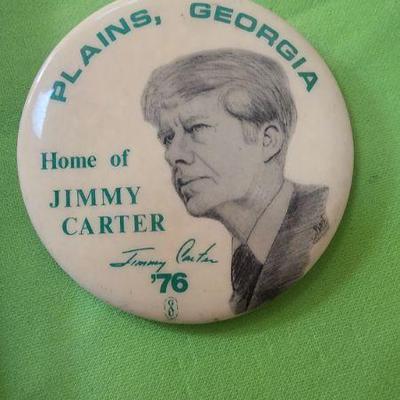 PLAINS, GEORGIA
Home of
JIMMY
CARTER
Jimmy Carter
'76